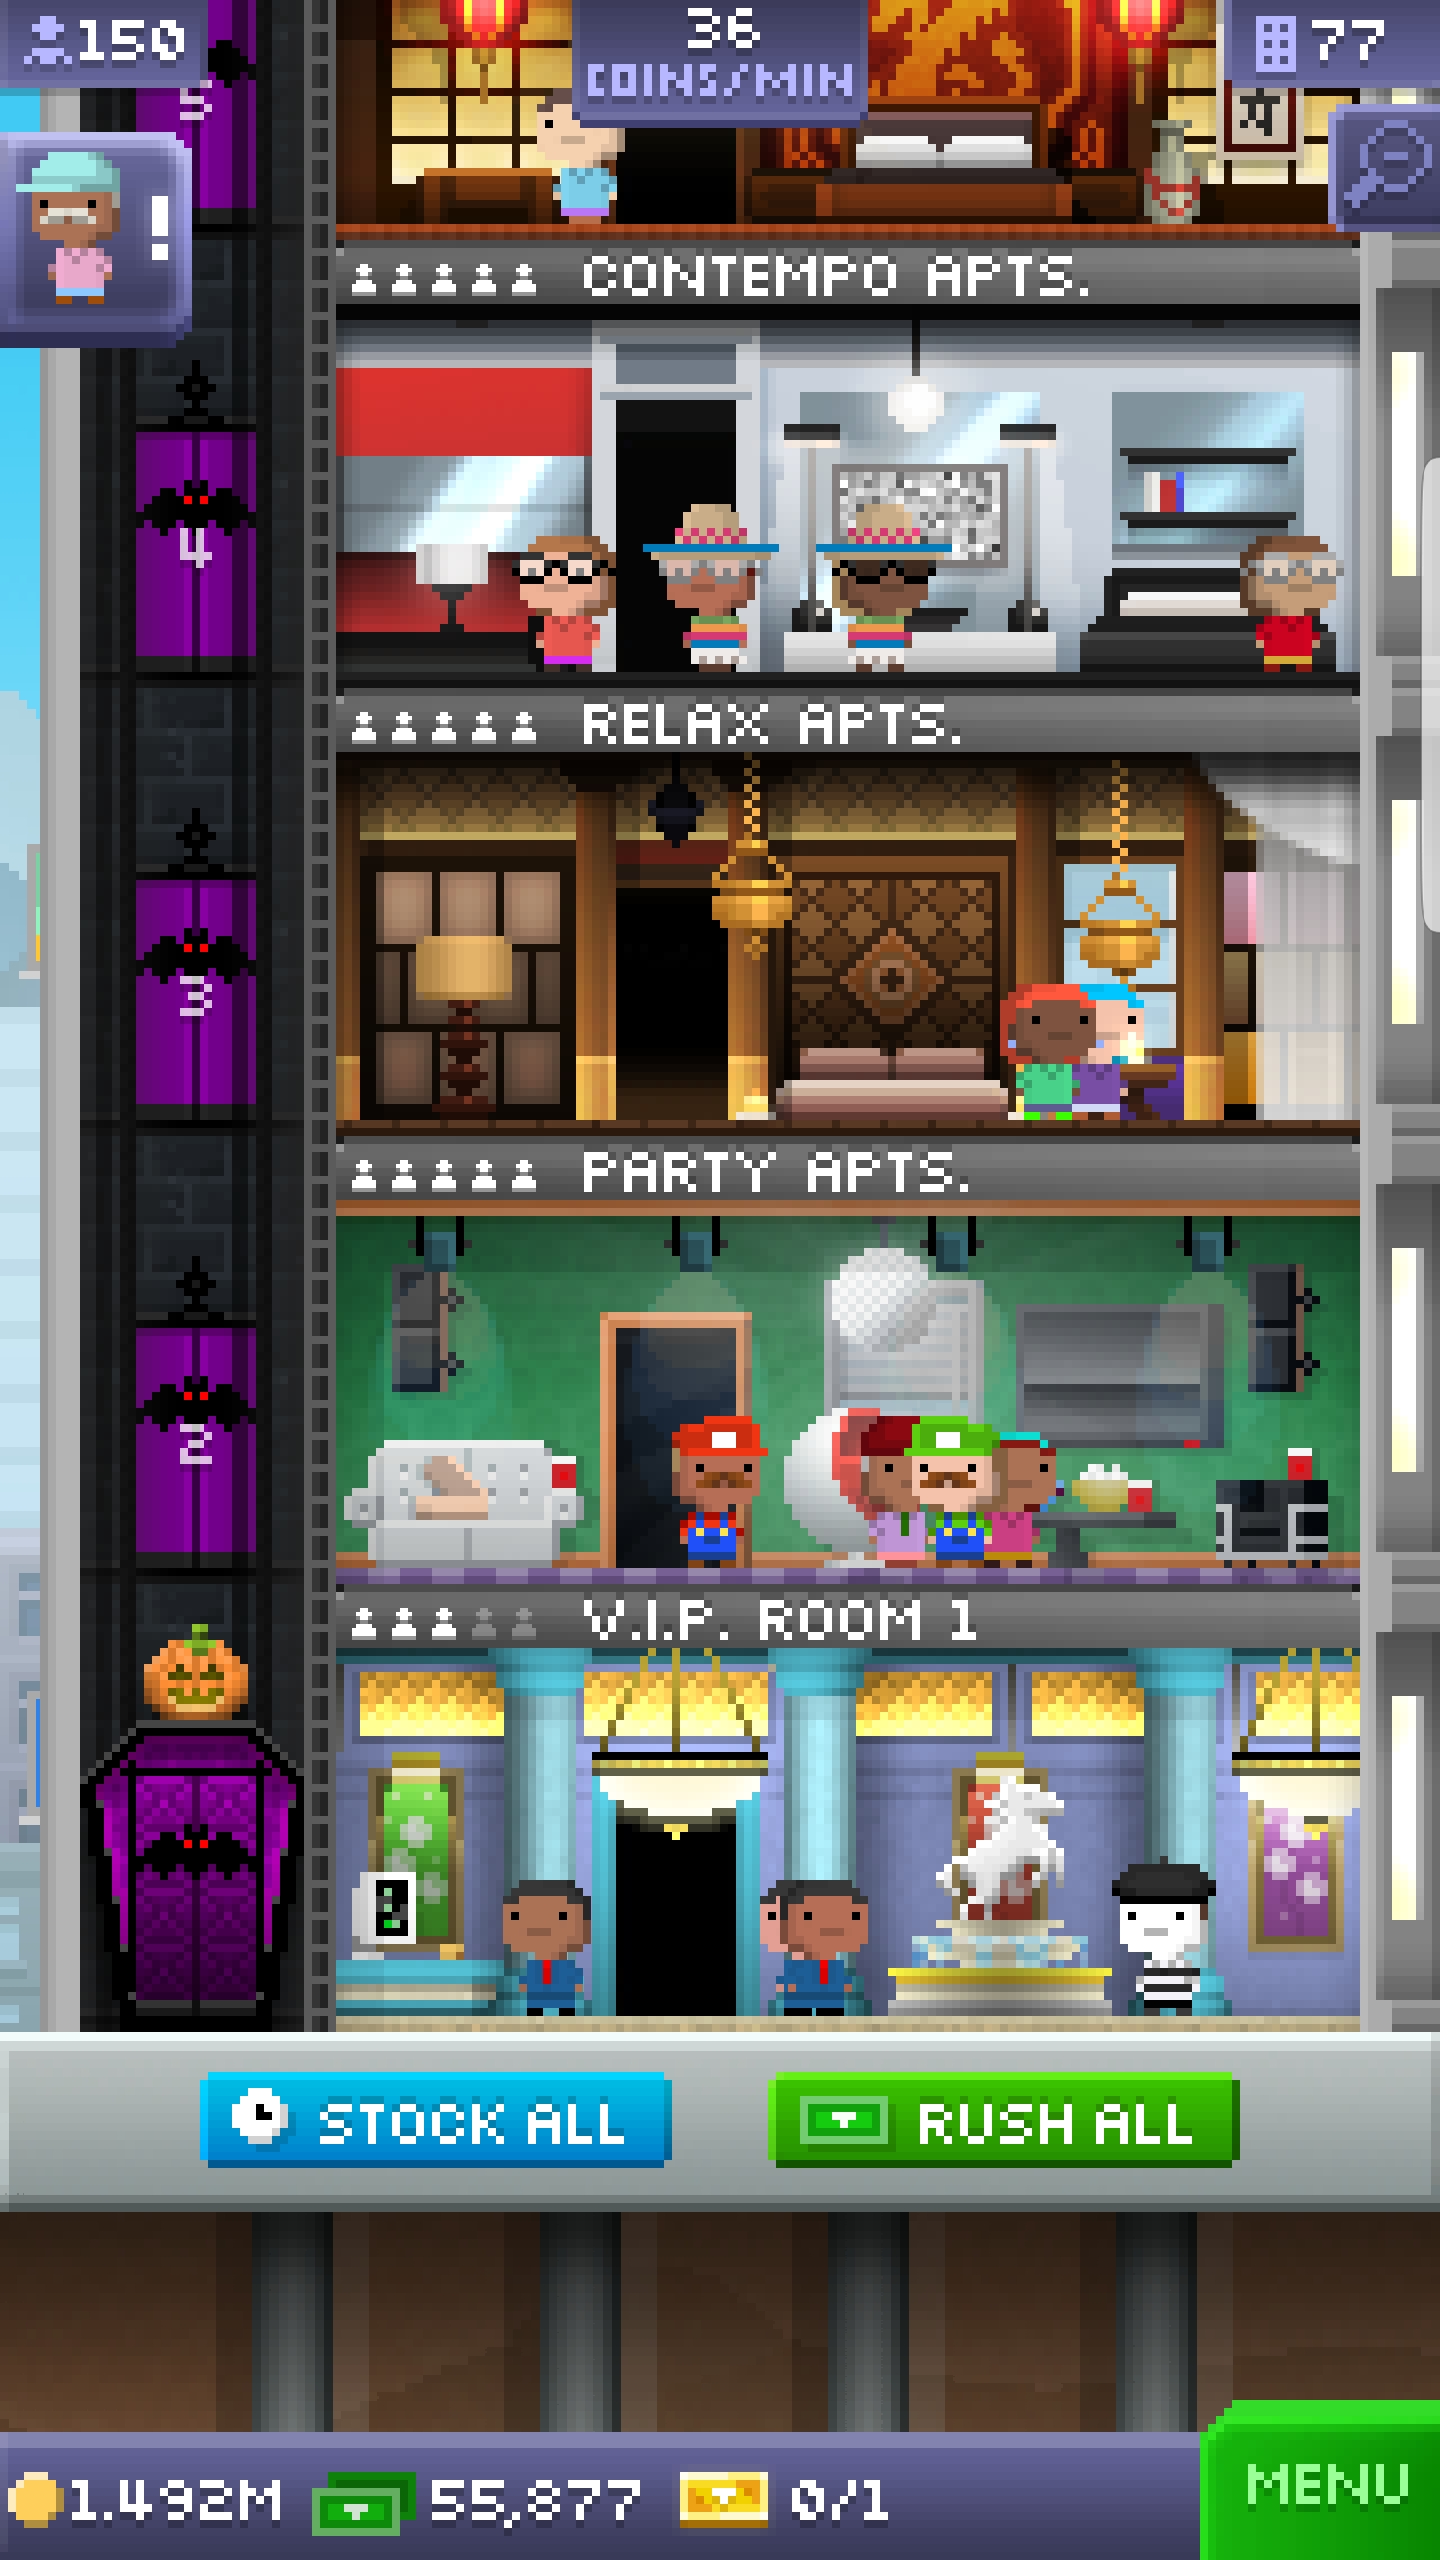 150
36
COINS/MIN
77
5
!
CONTEMPO APTS.
4
RELAX APTS.
3
PARTY APTS.
2
V.I.P. ROOM 1
STOCK ALL
RUSH ALL
1.492M
55,877
0/1
MENU